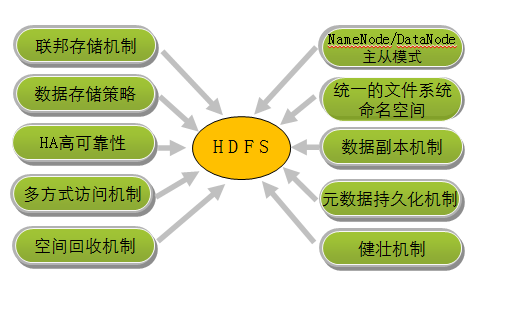 联邦存储机制
数据存储策略
HA高可靠性
多方式访问机制
空间回收机制
HDFS
NameNode/DataNode
主从模式
统一的文件系统
命名空间
数据副本机制
元数据持久化机制
健壮机制